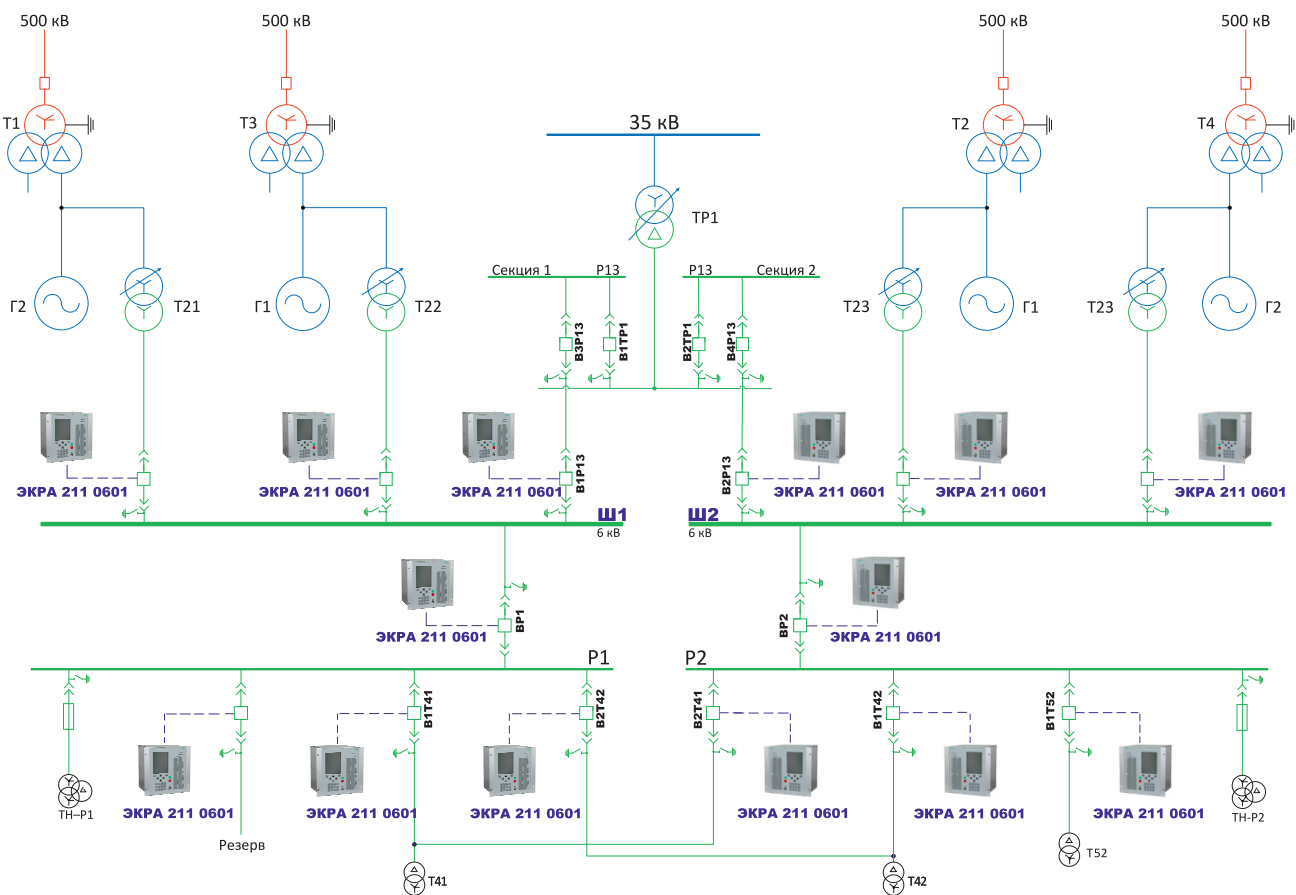 500 кВ
500 кВ
500 кВ
500 кВ
Т1
Т3
35 кВ
Т2
Т4
ТР1
Секция 1
Р13
Р13
Секция 2
Г2
Т21
Г1
Т22
Т23
Г1
Т23
Г2
В3Р13
В1ТР1
В2ТР1
В4Р13
В1Р13
В2Р13
ЭКРА 211 0601
ЭКРА 211 0601
ЭКРА 211 0601
ЭКРА 211 0601
ЭКРА 211 0601
ЭКРА 211 0601
Ш1
6 кВ
Ш2
6 кВ
ВР1
ВР2
ЭКРА 211 0601
ЭКРА 211 0601
Р1
Р2
В1Т41
В2Т42
В2Т41
В1Т42
В1Т52
ТН–Р1
ЭКРА 211 0601
ЭКРА 211 0601
ЭКРА 211 0601
ЭКРА 211 0601
ЭКРА 211 0601
ЭКРА 211 0601
ТН-Р2
Резерв
Т41
Т42
Т52